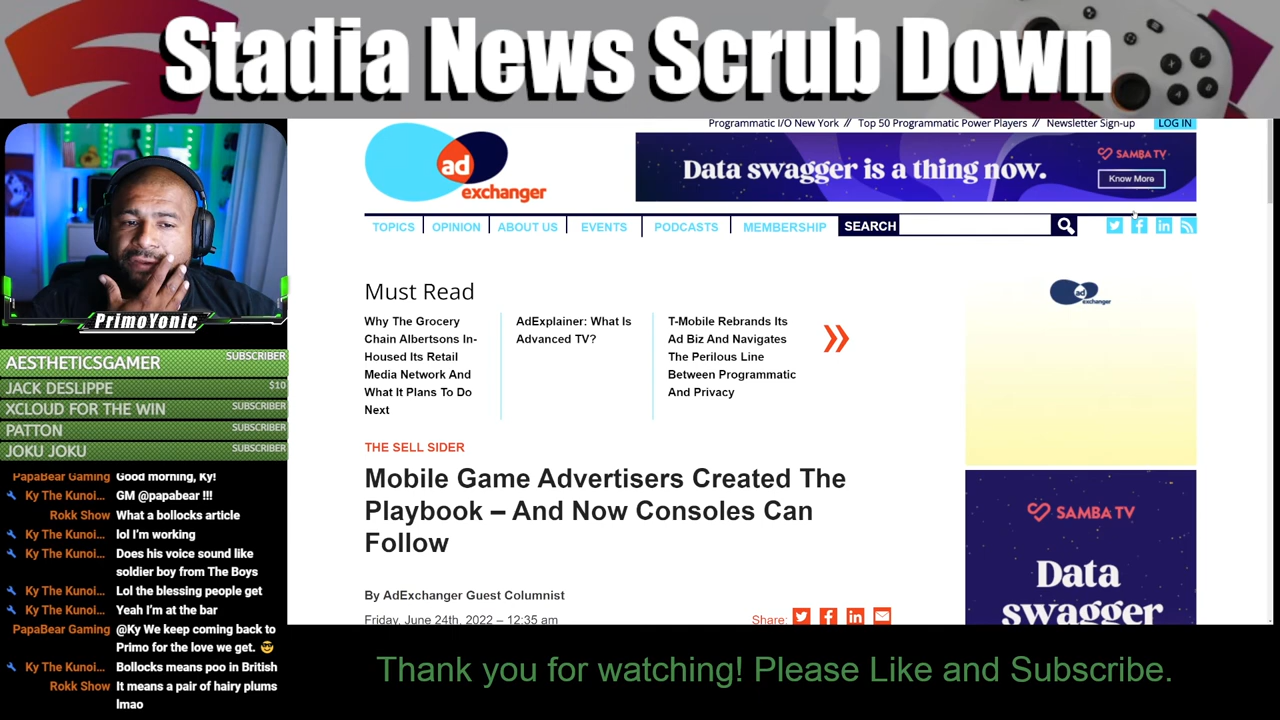 Stadia News Scrub Down
Programmatic I/O New York // Top 50 Programmatic Power Players // Newsletter Sign-up LOG IN
ad exchanger
Data swagger is a thing now.
SAMBA TV
Know More
TOPICS OPINION ABOUT US EVENTS PODCASTS MEMBERSHIP SEARCH
Must Read
Why The Grocery
Chain Albertsons In-
Housed Its Retail
Media Network And
What It Plans To Do
Next
AdExplainer: What Is
Advanced TV?
T-Mobile Rebrands Its
Ad Biz And Navigates
The Perilous Line
Between Programmatic
And Privacy
ad exchanger
THE SELL SIDER
Mobile Game Advertisers Created The
Playbook – And Now Consoles Can
Follow
By AdExchanger Guest Columnist
Friday, June 24th, 2022 – 12:35 am
Share:
SAMBA TV
Data
swagger
PrimoYonic
AESTHETICSGAMER SUBSCRIBER
JACK DESLIPPE $10
XCLOUD FOR THE WIN SUBSCRIBER
PATTON SUBSCRIBER
JOKU JOKU SUBSCRIBER
PapaBear Gaming Good morning, Ky!
Ky The Kunoi... GM @papabear !!!
Rokk Show What a bollocks article
Ky The Kunoi... lol I'm working
Ky The Kunoi... Does his voice sound like
soldier boy from The Boys
Ky The Kunoi... Lol the blessing people get
Ky The Kunoi... Yeah I'm at the bar
PapaBear Gaming @Ky We keep coming back to
Primo for the love we get. 😎
Ky The Kunoi... Bollocks means poo in British
Rokk Show It means a pair of hairy plums
lmao
Thank you for watching! Please Like and Subscribe.